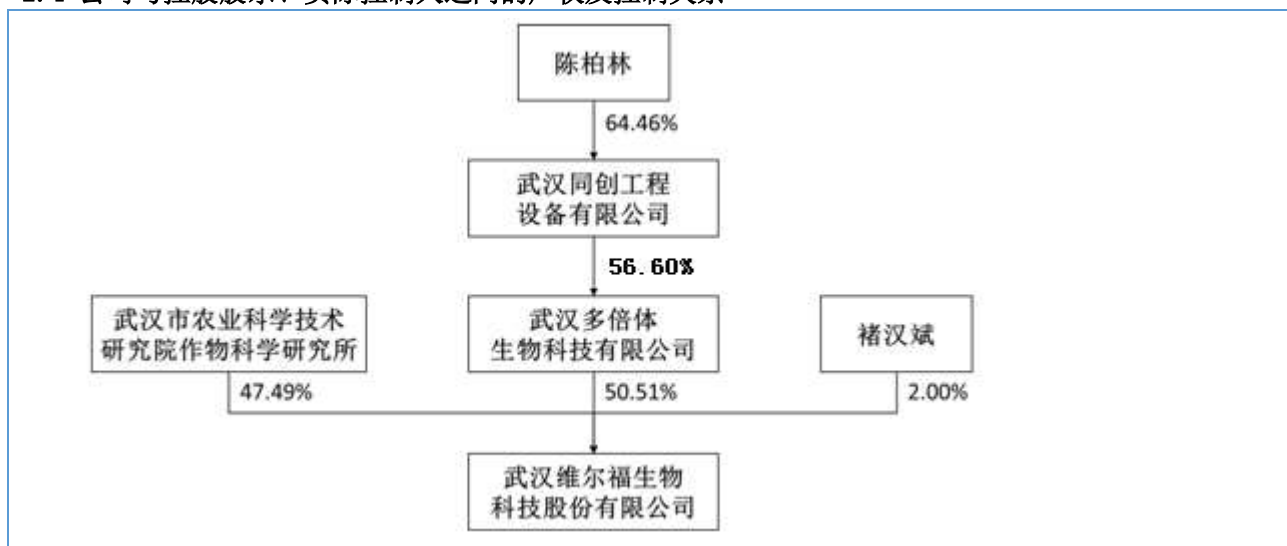 陈柏林
64.46%
武汉同创工程
设备有限公司
56.60%
武汉市农业科学技术
研究院作物科学研究所
武汉多倍体
生物科技有限公司
褚汉斌
47.49%
50.51%
2.00%
武汉维尔福生物
科技股份有限公司